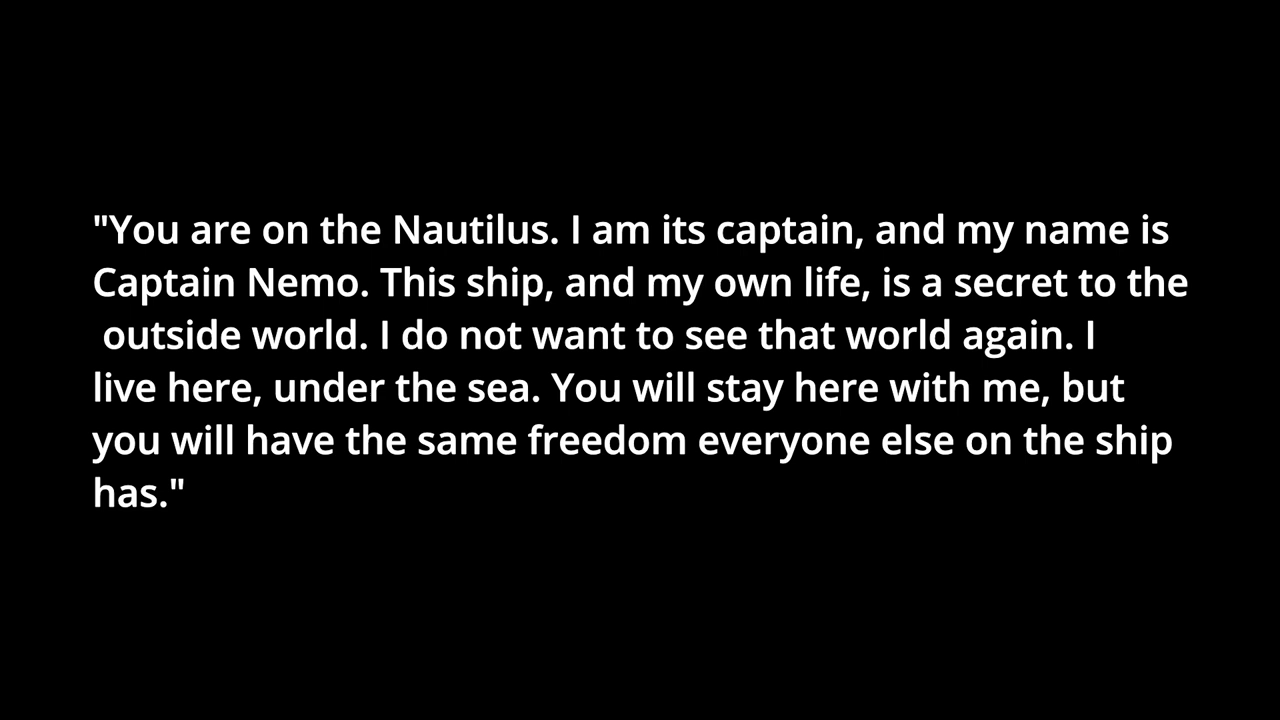 "You are on the Nautilus. I am its captain, and my name is
Captain Nemo. This ship, and my own life, is a secret to the
outside world. I do not want to see that world again. I
live here, under the sea. You will stay here with me, but
you will have the same freedom everyone else on the ship
has."